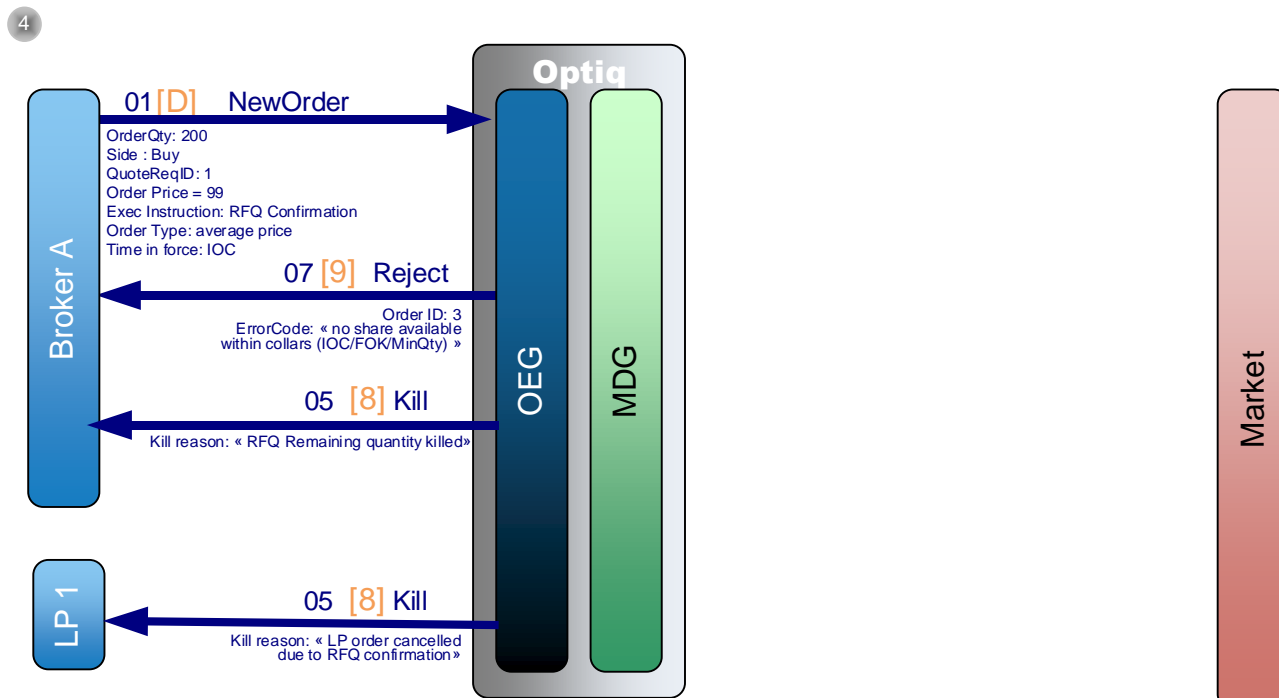 4
Optiq
01 [D] NewOrder
OrderQty: 200
Side : Buy
QuoteReqID: 1
Order Price = 99
Exec Instruction: RFQ Confirmation
Order Type: average price
Time in force: IOC
07 [9] Reject
Order ID: 3
ErrorCode: « no share available
within collars (IOC/FOK/MinQty) »
05 [8] Kill
Kill reason: « RFQ Remaining quantity killed»
05 [8] Kill
Kill reason: « LP order cancelled
due to RFQ confirmation»
Broker A
LP 1
OEG
MDG
Market